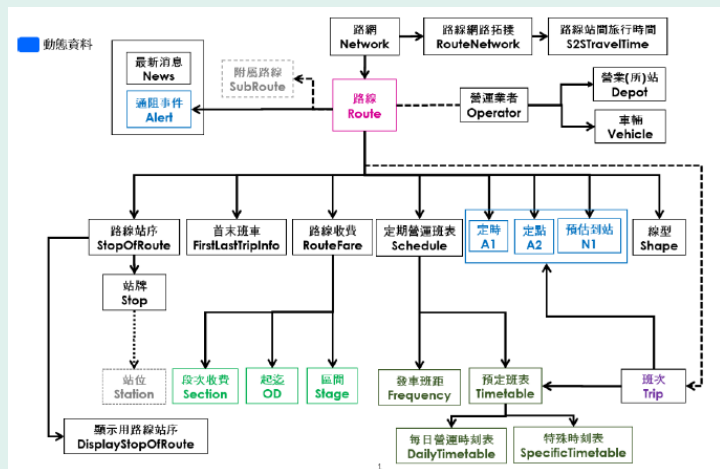 動態資料
最新消息
News
通阻事件
Alert
附屬路線
SubRoute
路網
Network
路線網路拓樸
RouteNetwork
路線站間旅行時間
S2STravelTime
路線
Route
營運業者
Operator
營業(所)站
Depot
車輛
Vehicle
路線站序
StopOfRoute
首末班車
FirstLastTripInfo
路線收費
RouteFare
定期營運班表
Schedule
定時
A1
定點
A2
預估到站
N1
線型
Shape
站牌
Stop
站位
Station
段次收費
Section
起迄
OD
區間
Stage
發車班距
Frequency
預定班表
Timetable
班次
Trip
顯示用路線站序
DisplayStopOfRoute
每日營運時刻表
DailyTimetable
特殊時刻表
SpecificTimetable
1